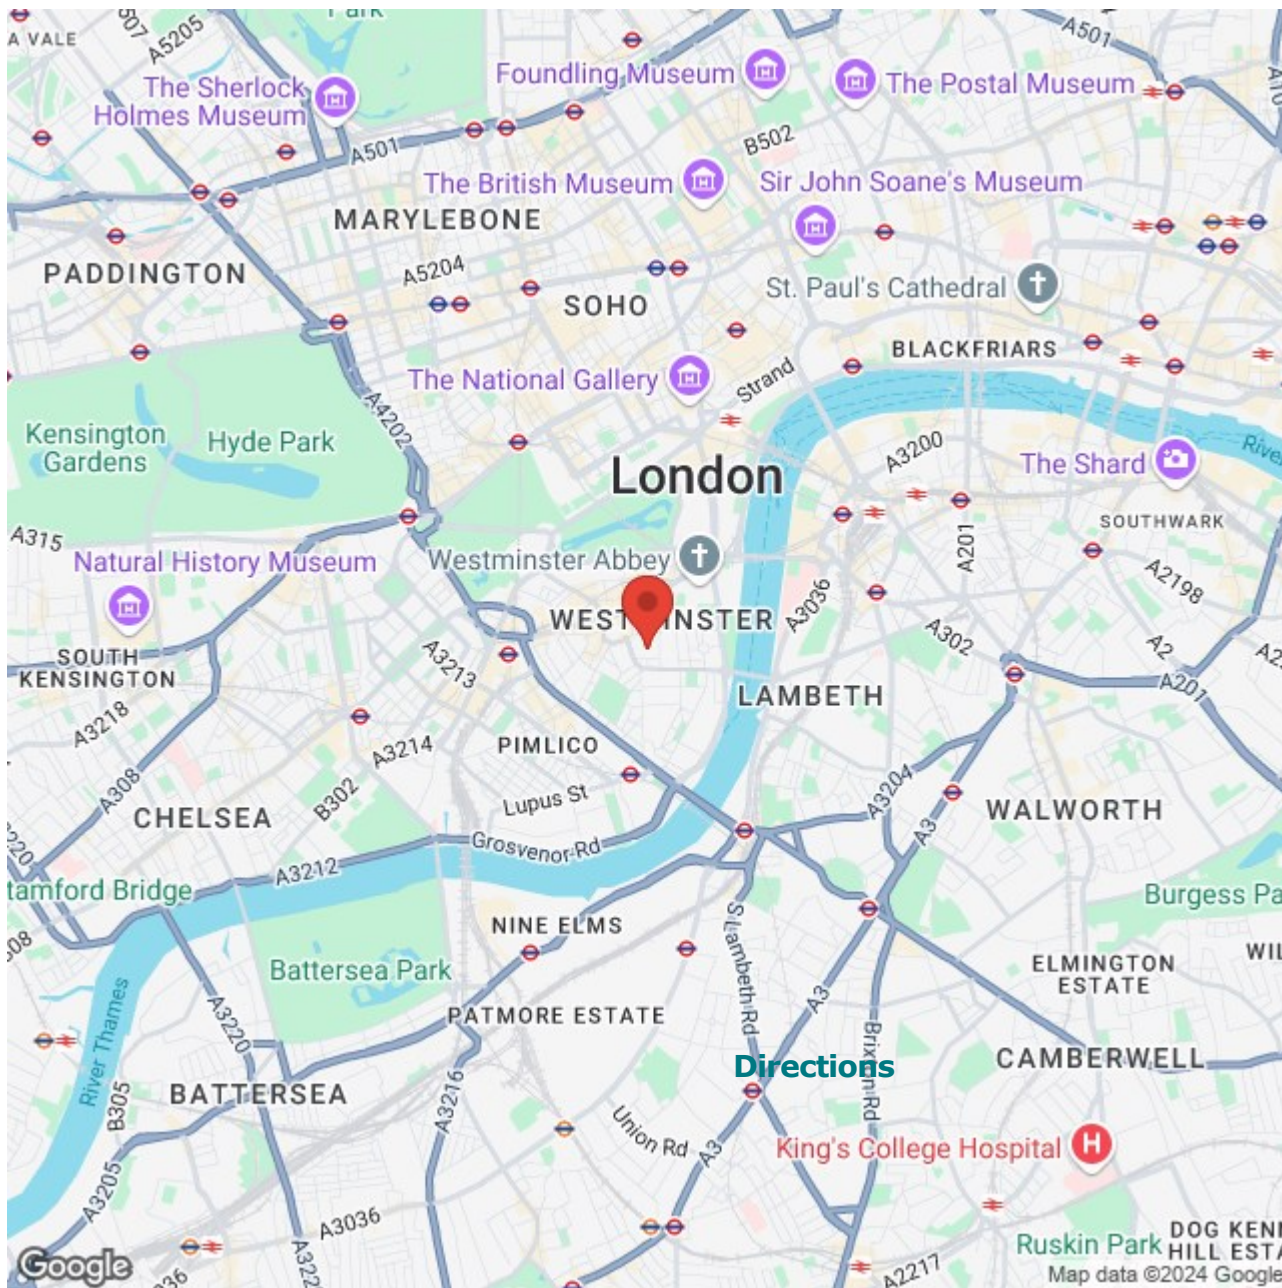 Park
A5205
507
A VALE
The Sherlock
Holmes Museum
Foundling Museum
The Postal Museum
A501
A501
B502
The British Museum
Sir John Soane's Museum
MARYLEBONE
PADDINGTON
A5204
SOHO
St. Paul's Cathedral
BLACKFRIARS
The National Gallery
Strand
A4202
Kensington
Gardens
Hyde Park
A3200
River
London
The Shard
A315
SOUTHWARK
A201
Natural History Museum
Westminster Abbey
A2198
A3036
WESTMINSTER
A302
A2
SOUTH
KENSINGTON
A3213
A201
LAMBETH
A3218
A3214
PIMLICO
A308
B302
Lupus St
A3204
CHELSEA
A3
WALWORTH
Grosvenor Rd
A3212
tamford Bridge
Burgess Pa
NINE ELMS
S Lambeth Rd
308
Battersea Park
ELMINGTON
ESTATE
WIL
River Thames
A3220
PATMORE ESTATE
A3
Brixton Rd
Directions
CAMBERWELL
B305
BATTERSEA
A3216
Union Rd
A3
King's College Hospital
A3205
A3036
Ruskin Park
DOG KEN
HILL ESTA
Google
A2217
Map data ©2024 Google